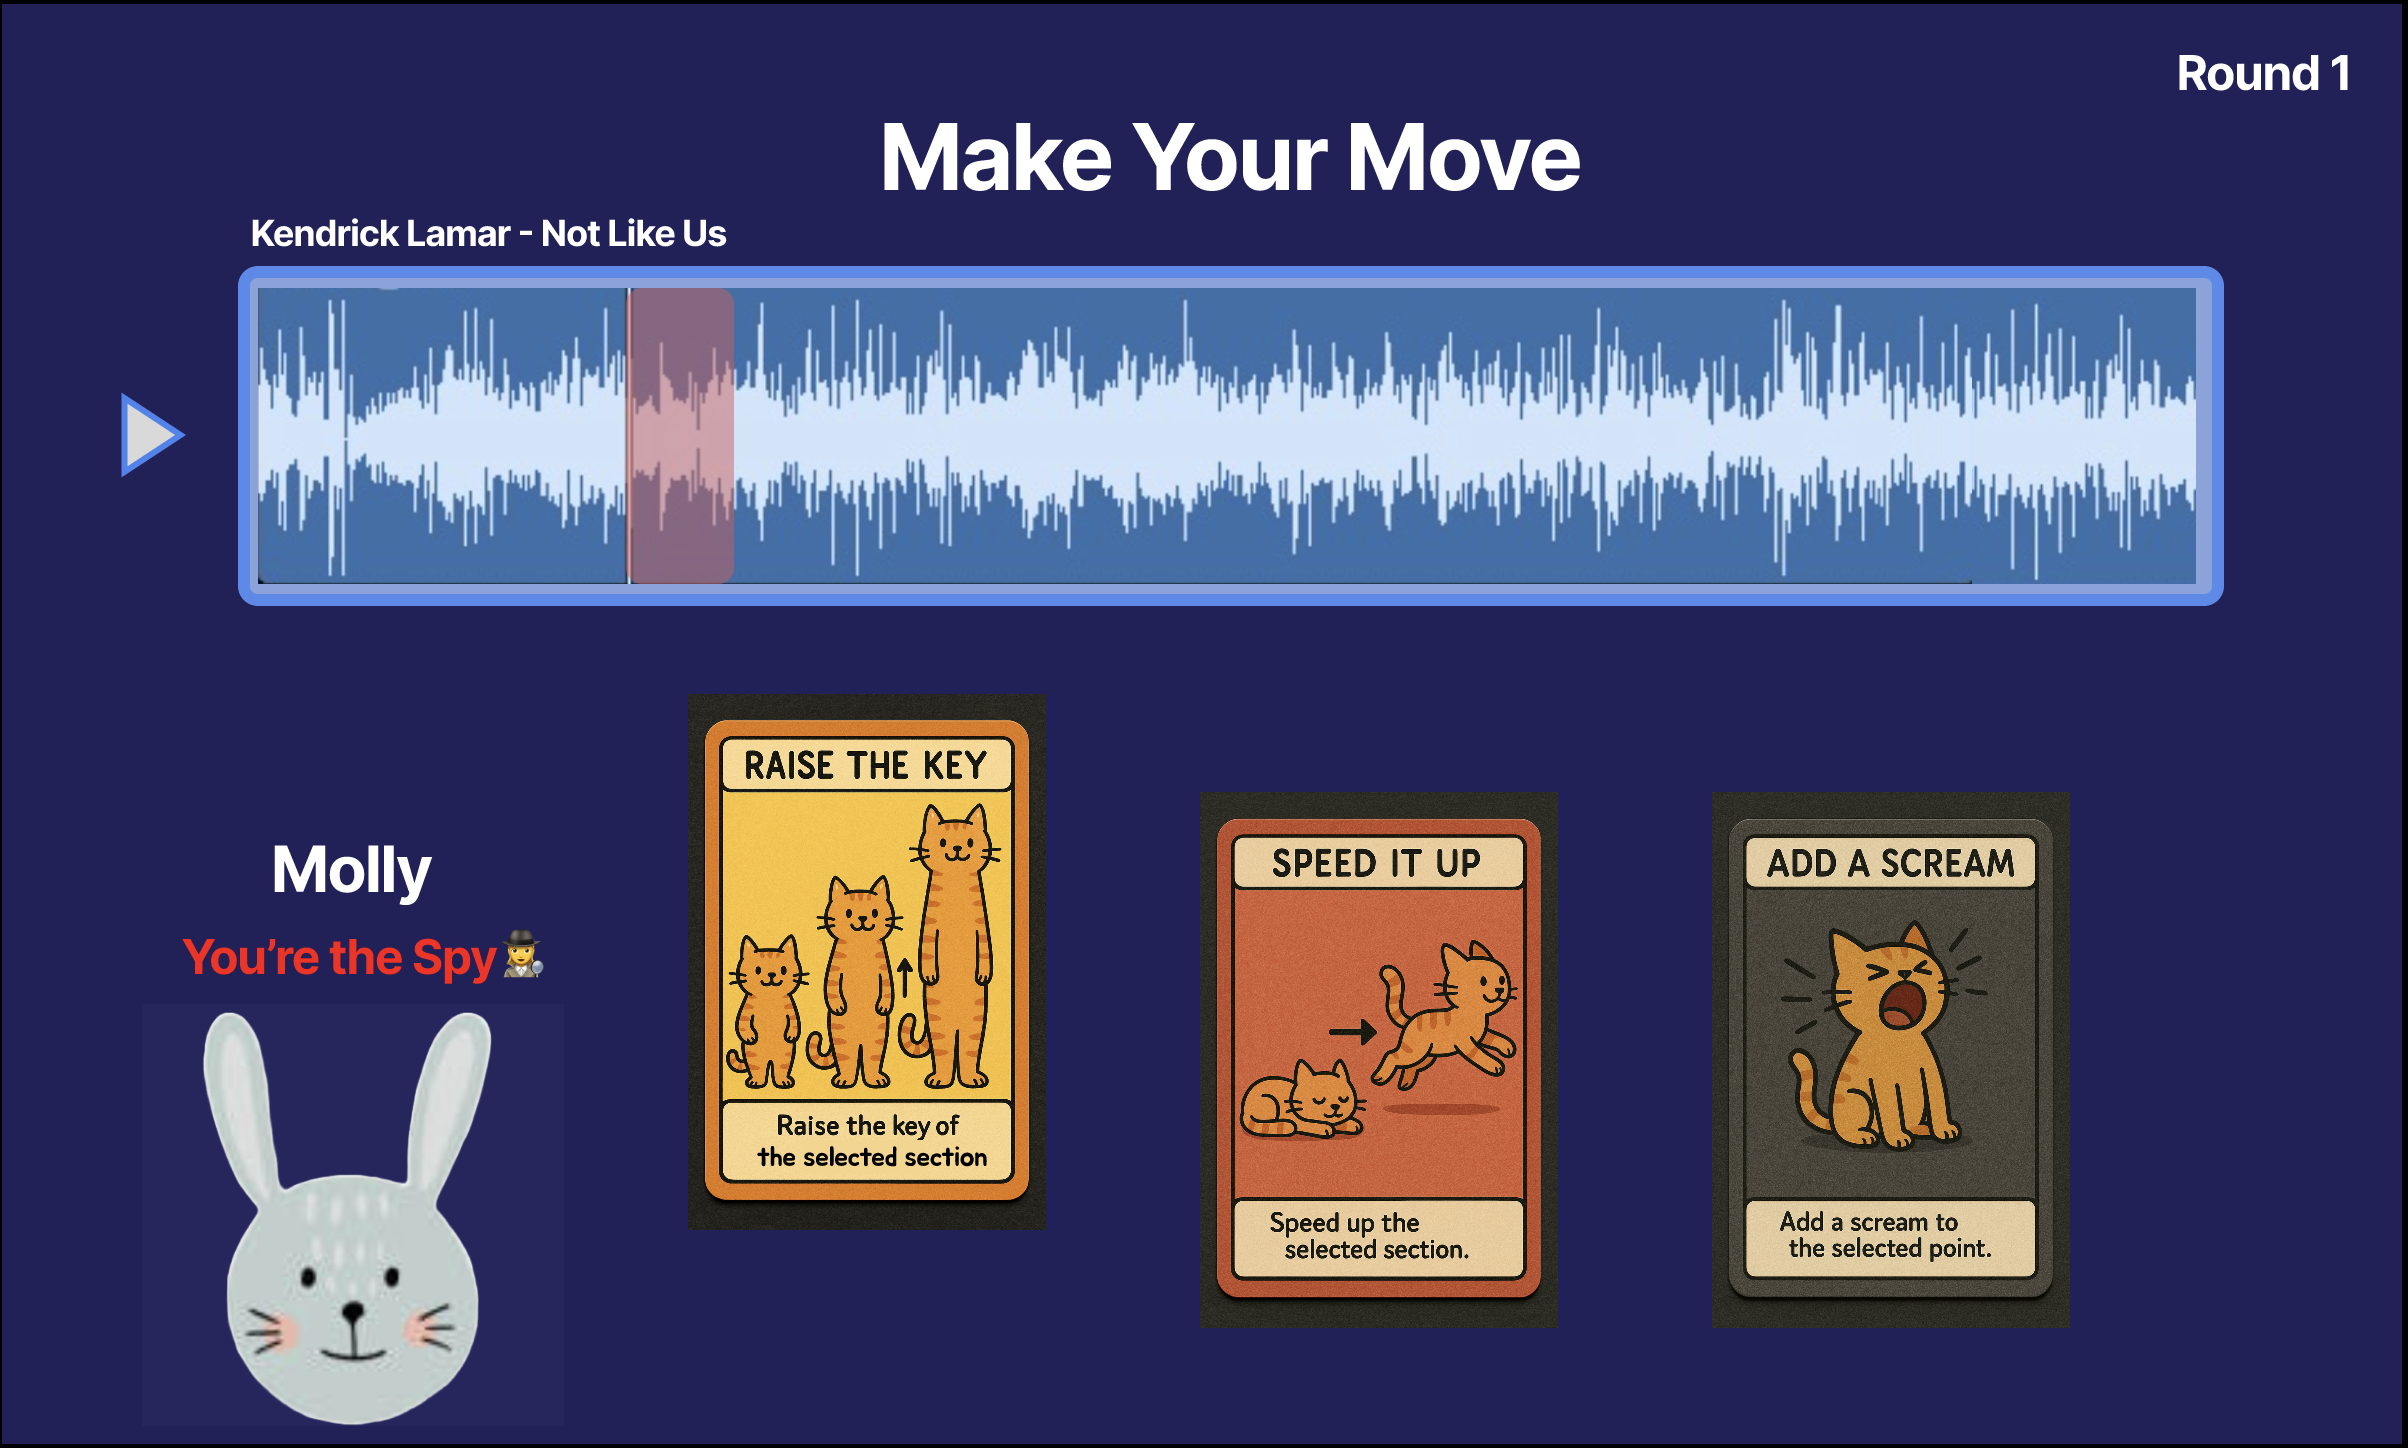 Round 1
Make Your Move
Kendrick Lamar - Not Like Us
RAISE THE KEY
Raise the key of
the selected section
SPEED IT UP
Speed up the
selected section.
ADD A SCREAM
Add a scream to
the selected point.
Molly
You're the Spy